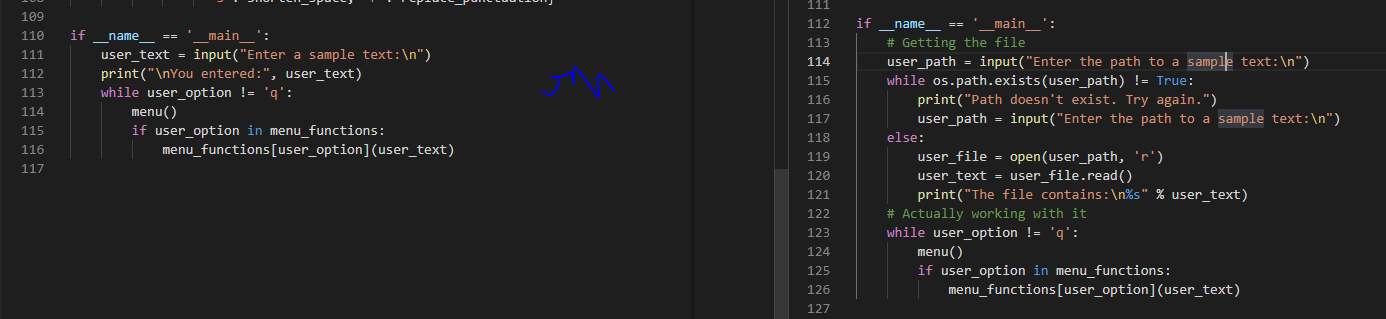 108
109
110 if __name__ == '__main__':
111 user_text = input("Enter a sample text:\n")
112 print("\nYou entered:", user_text)
113 while user_option != 'q':
114 menu()
115 if user_option in menu_functions:
116 menu_functions[user_option](user_text)
117
111
112 if __name__ == '__main__':
113 # Getting the file
114 user_path = input("Enter the path to a sample text:\n")
115 while os.path.exists(user_path) != True:
116 print("Path doesn't exist. Try again.")
117 user_path = input("Enter the path to a sample text:\n")
118 else:
119 user_file = open(user_path, 'r')
120 user_text = user_file.read()
121 print("The file contains:\n%s" % user_text)
122 # Actually working with it
123 while user_option != 'q':
124 menu()
125 if user_option in menu_functions:
126 menu_functions[user_option](user_text)
127